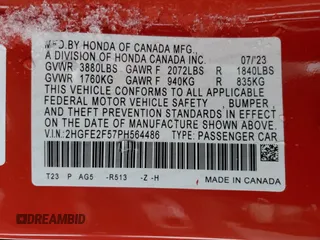 MFD.BY HONDA OF CANADA MFG.,
A DIVISION OF HONDA CANADA INC. 07/23
GVWR 3880LBS GAWR F 2072LBS R 1840LBS
GVWR 1760KG GAWR F 940KG R 835KG
THIS VEHICLE CONFORMS TO ALL APPLICABLE
FEDERAL MOTOR VEHICLE SAFETY , BUMPER ,
AND THEFT PREVENTION STANDARDS IN
EFFECT ON THE DATE OF
MANUFACTURE SHOWN ABOVE.
V.I.N.:2HGFE2F57PH564486 TYPE:PASSENGER CAR
T23 P AG5 -R513 -Z -H
MADE IN CANADA
DREAMBID